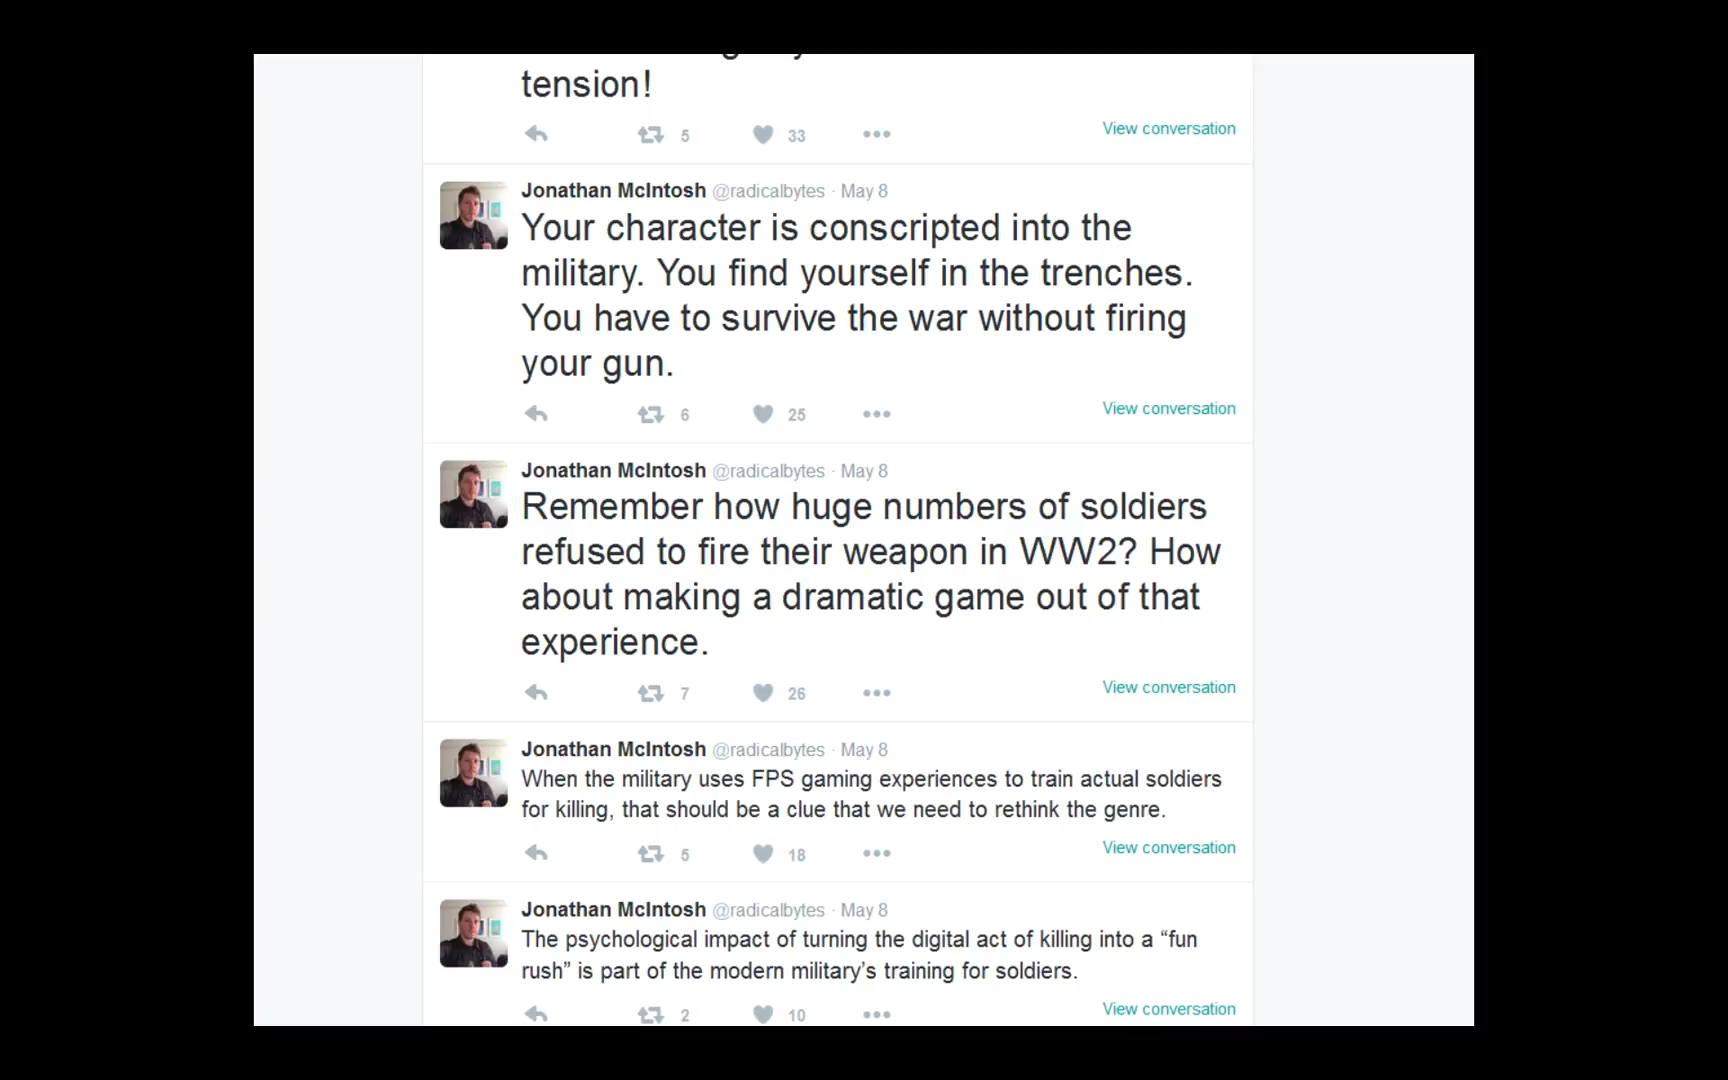 tension!
5 33 View conversation
Jonathan McIntosh @radicalbytes · May 8
Your character is conscripted into the
military. You find yourself in the trenches.
You have to survive the war without firing
your gun.
6 25 View conversation
Jonathan McIntosh @radicalbytes · May 8
Remember how huge numbers of soldiers
refused to fire their weapon in WW2? How
about making a dramatic game out of that
experience.
7 26 View conversation
Jonathan McIntosh @radicalbytes · May 8
When the military uses FPS gaming experiences to train actual soldiers
for killing, that should be a clue that we need to rethink the genre.
5 18 View conversation
Jonathan McIntosh @radicalbytes · May 8
The psychological impact of turning the digital act of killing into a “fun
rush” is part of the modern military’s training for soldiers.
2 10 View conversation